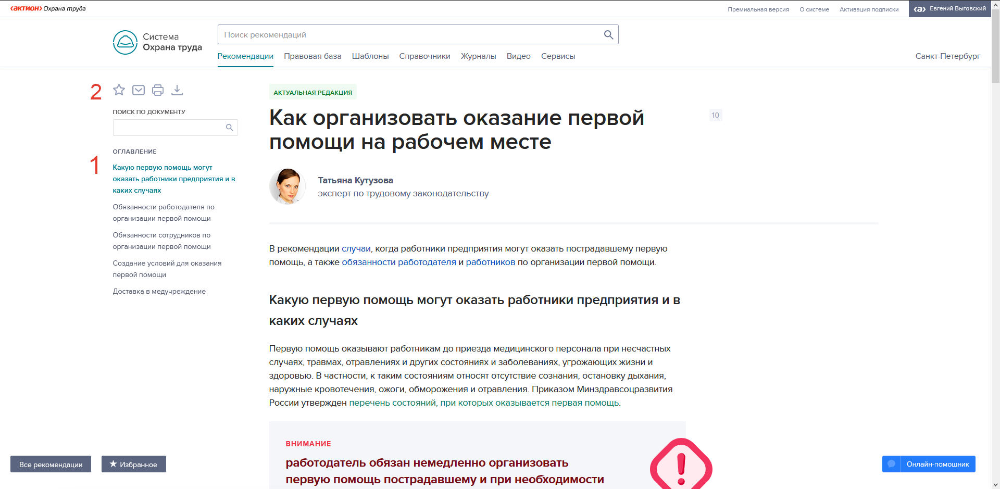 ‹актион› Охрана труда
Премиальная версия О системе Активация подписки ‹а› Евгений Выговский
Система
Охрана труда
Поиск рекомендаций
Рекомендации Правовая база Шаблоны Справочники Журналы Видео Сервисы Санкт-Петербург
2
ПОИСК ПО ДОКУМЕНТУ
ОГЛАВЛЕНИЕ
1
Какую первую помощь могут
оказать работники предприятия и в
каких случаях
Обязанности работодателя по
организации первой помощи
Обязанности сотрудников по
организации первой помощи
Создание условий для оказания
первой помощи
Доставка в медучреждение
АКТУАЛЬНАЯ РЕДАКЦИЯ
Как организовать оказание первой
помощи на рабочем месте
10
Татьяна Кутузова
эксперт по трудовому законодательству
В рекомендации случаи, когда работники предприятия могут оказать пострадавшему первую
помощь, а также обязанности работодателя и работников по организации первой помощи.
Какую первую помощь могут оказать работники предприятия и в
каких случаях
Первую помощь оказывают работникам до приезда медицинского персонала при несчастных
случаях, травмах, отравлениях и других состояниях и заболеваниях, угрожающих жизни и
здоровью. В частности, к таким состояниям относят отсутствие сознания, остановку дыхания,
наружные кровотечения, ожоги, обморожения и отравления. Приказом Минздравсоцразвития
России утвержден перечень состояний, при которых оказывается первая помощь.
ВНИМАНИЕ
работодатель обязан немедленно организовать
первую помощь пострадавшему и при необходимости
Все рекомендации
Избранное
Онлайн-помощник